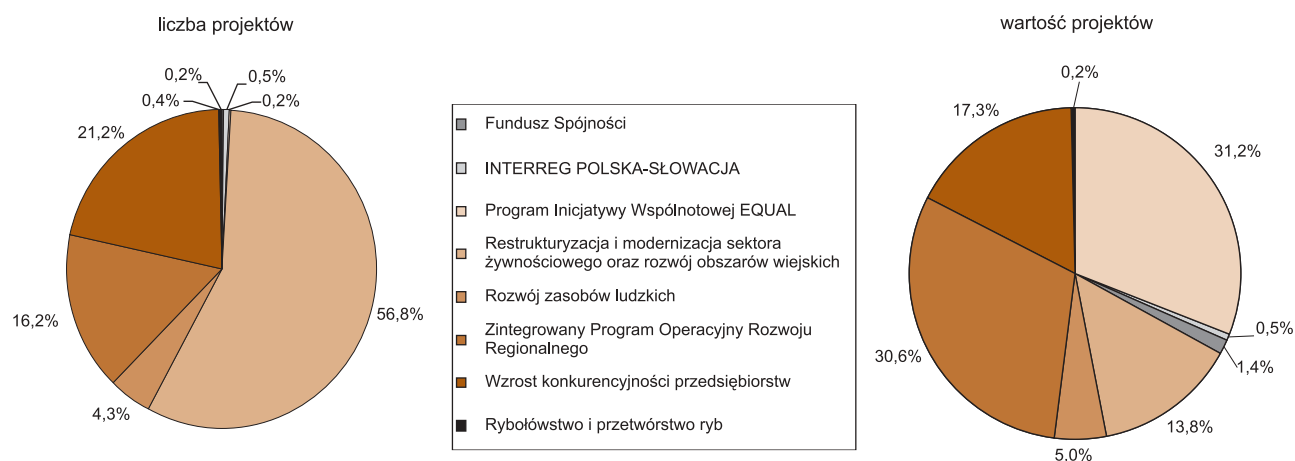 liczba projektów
0,2%
0,5%
0,4%
0,2%
21,2%
16,2%
4,3%
56,8%
Fundusz Spójności
INTERREG POLSKA-SŁOWACJA
Program Inicjatywy Wspólnotowej EQUAL
Restrukturyzacja i modernizacja sektora
żywnościowego oraz rozwój obszarów wiejskich
Rozwój zasobów ludzkich
Zintegrowany Program Operacyjny Rozwoju
Regionalnego
Wzrost konkurencyjności przedsiębiorstw
Rybołówstwo i przetwórstwo ryb
wartość projektów
0,2%
17,3%
31,2%
0,5%
1,4%
30,6%
13,8%
5.0%